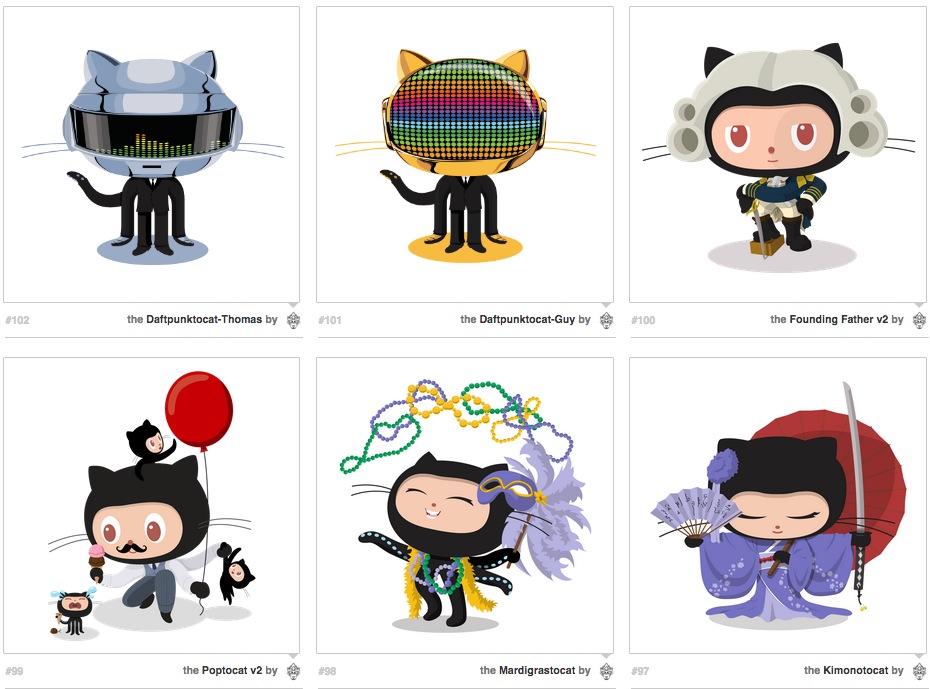 #102 the Daftpunktocat-Thomas by
#101 the Daftpunktocat-Guy by
#100 the Founding Father v2 by
#99 the Poptocat v2 by
#98 the Mardigrastocat by
#97 the Kimonotocat by